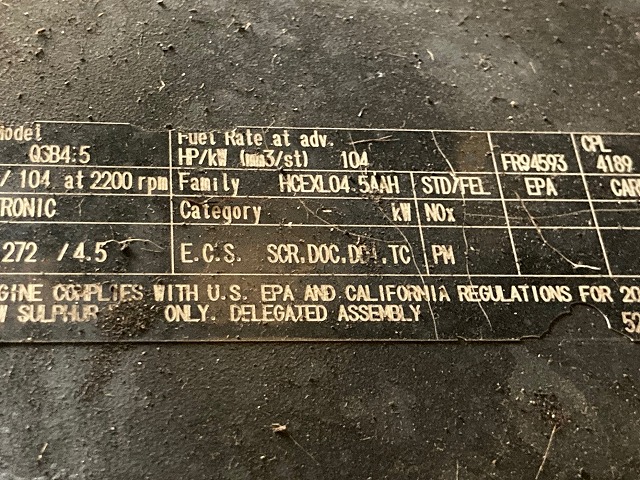 Model
QSB4.5
Fuel Rate at adv.
HP/kW (mm3/st) 104
FR94593
CPL
4189
/ 104 at 2200 rpm
Family HCEXL04.5AAH
STD/FEL
EPA
CAR
TRONIC
Category - kW
NOx
272 / 4.5
E.C.S. SCR.DOC. .TC
PM
GINE COMPLIES WITH U.S. EPA AND CALIFORNIA REGULATIONS FOR 20
W SULPHUR ONLY. DELEGATED ASSEMBLY
52